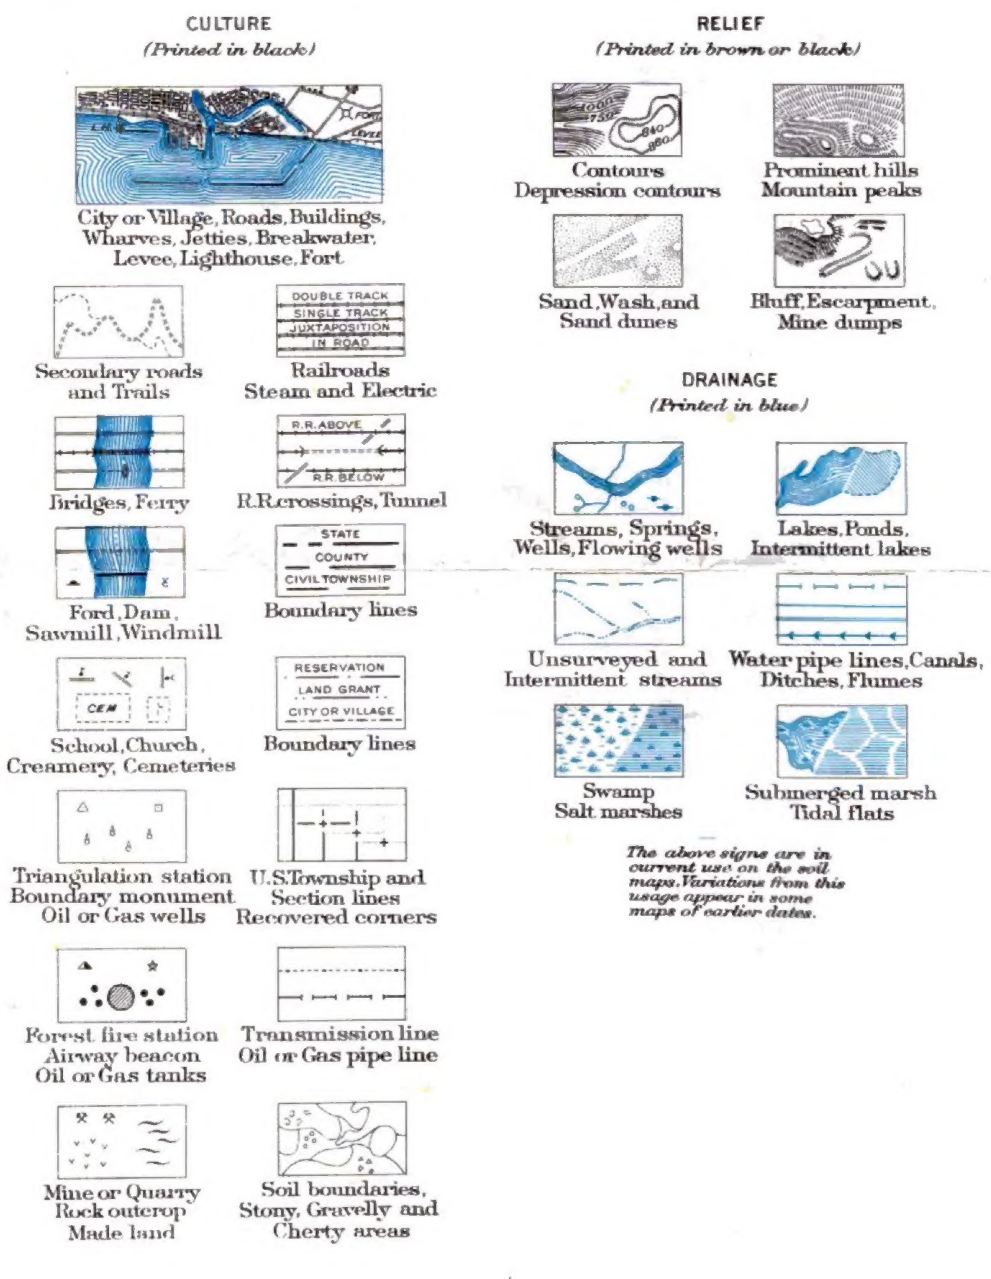 CULTURE
(Printed in black)
L.H.
FORT
LEVEE
City or Village, Roads, Buildings,
Wharves, Jetties, Breakwater,
Levee, Lighthouse, Fort
Secondary roads
and Trails
DOUBLE TRACK
SINGLE TRACK
JUXTAPOSITION
IN ROAD
Railroads
Steam and Electric
Bridges, Ferry
R.R. ABOVE
R.R. BELOW
R.R. crossings, Tunnel
Ford, Dam,
Sawmill, Windmill
STATE
COUNTY
CIVIL TOWNSHIP
Boundary lines
CEM
School, Church,
Creamery, Cemeteries
RESERVATION
LAND GRANT
CITY OR VILLAGE
Boundary lines
Triangulation station
Boundary monument
Oil or Gas wells
U.S. Township and
Section lines
Recovered corners
Forest fire station
Airway beacon
Oil or Gas tanks
Transmission line
Oil or Gas pipe line
Mine or Quarry
Rock outcrop
Made land
Soil boundaries,
Stony, Gravelly and
Cherty areas
RELIEF
(Printed in brown or black)
1000
750
840
860
Contours
Depression contours
Prominent hills
Mountain peaks
Sand, Wash, and
Sand dunes
Bluff, Escarpment,
Mine dumps
DRAINAGE
(Printed in blue)
Streams, Springs,
Wells, Flowing wells
Lakes, Ponds,
Intermittent lakes
Unsurveyed and
Intermittent streams
Water pipe lines, Canals,
Ditches, Flumes
Swamp
Salt marshes
Submerged marsh
Tidal flats
The above signs are in
current use on the soil
maps. Variations from this
usage appear in some
maps of earlier dates.